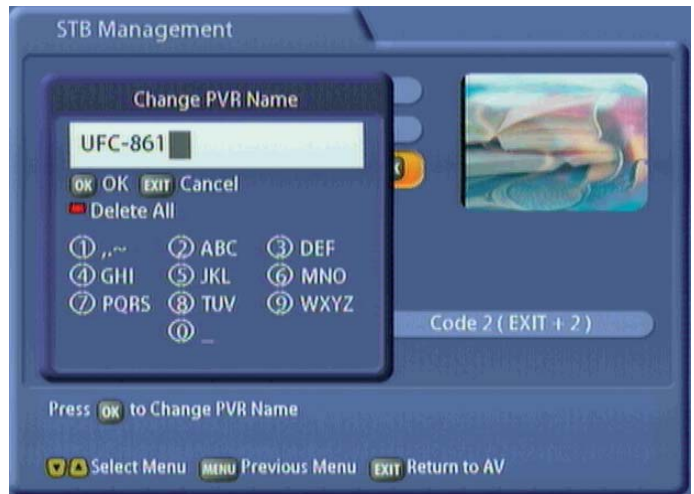 STB Management
Change PVR Name
UFC-861
OK OK EXIT Cancel
Delete All
1 ,.~ 2 ABC 3 DEF
4 GHI 5 JKL 6 MNO
7 PQRS 8 TUV 9 WXYZ
0 _
Code 2 ( EXIT + 2 )
Press OK to Change PVR Name
Select Menu MENU Previous Menu EXIT Return to AV